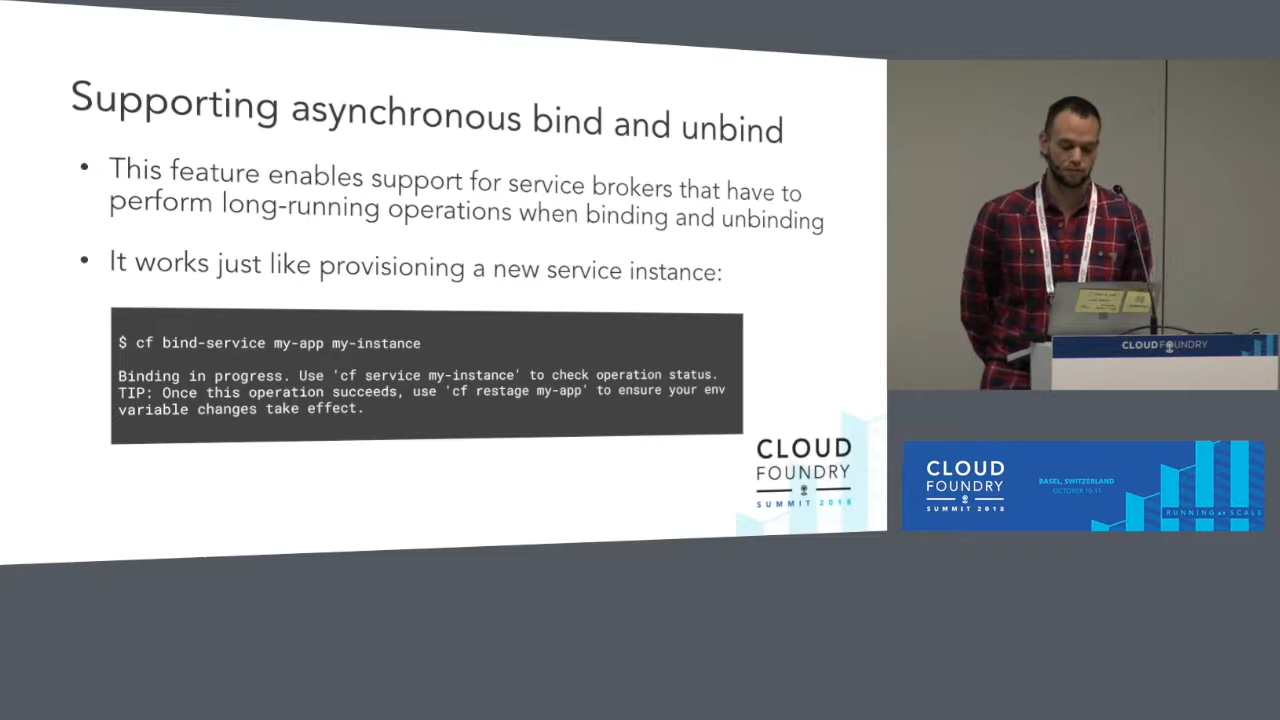 Supporting asynchronous bind and unbind
• This feature enables support for service brokers that have to
perform long-running operations when binding and unbinding
• It works just like provisioning a new service instance:
$ cf bind-service my-app my-instance
Binding in progress. Use 'cf service my-instance' to check operation status.
TIP: Once this operation succeeds, use 'cf restage my-app' to ensure your env
variable changes take effect.
CLOUD
FOUNDRY
SUMMIT 2018
CLOUDFOUNDRY
CLOUD
FOUNDRY
SUMMIT 2018
BASEL, SWITZERLAND
OCTOBER 10-11
RUNNING AT SCALE